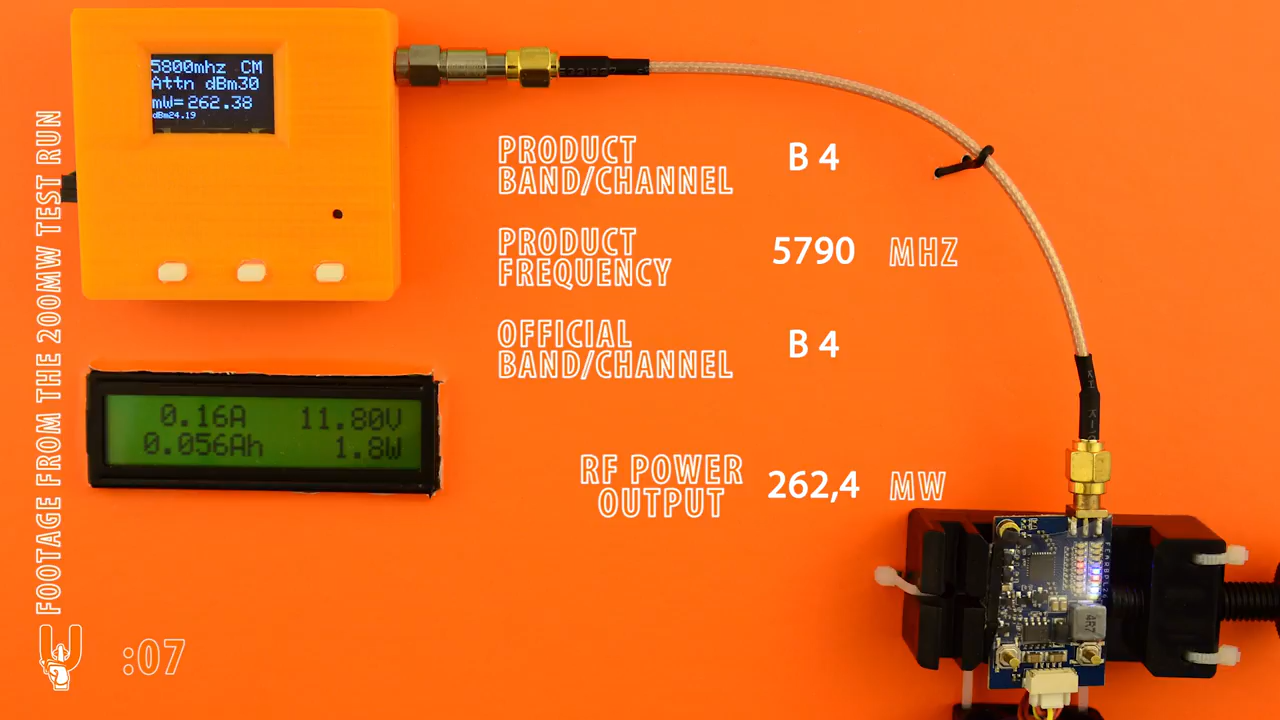 5800mhz CM
Attn dBm30
mW=262.38
dBm24.19
PRODUCT
BAND/CHANNEL
B 4
PRODUCT
FREQUENCY
5790 MHZ
OFFICIAL
BAND/CHANNEL
B 4
RF POWER
OUTPUT
262,4 MW
0.16A 11.80V
0.056Ah 1.8W
FOOTAGE FROM THE 200MW TEST RUN
:07
4R7